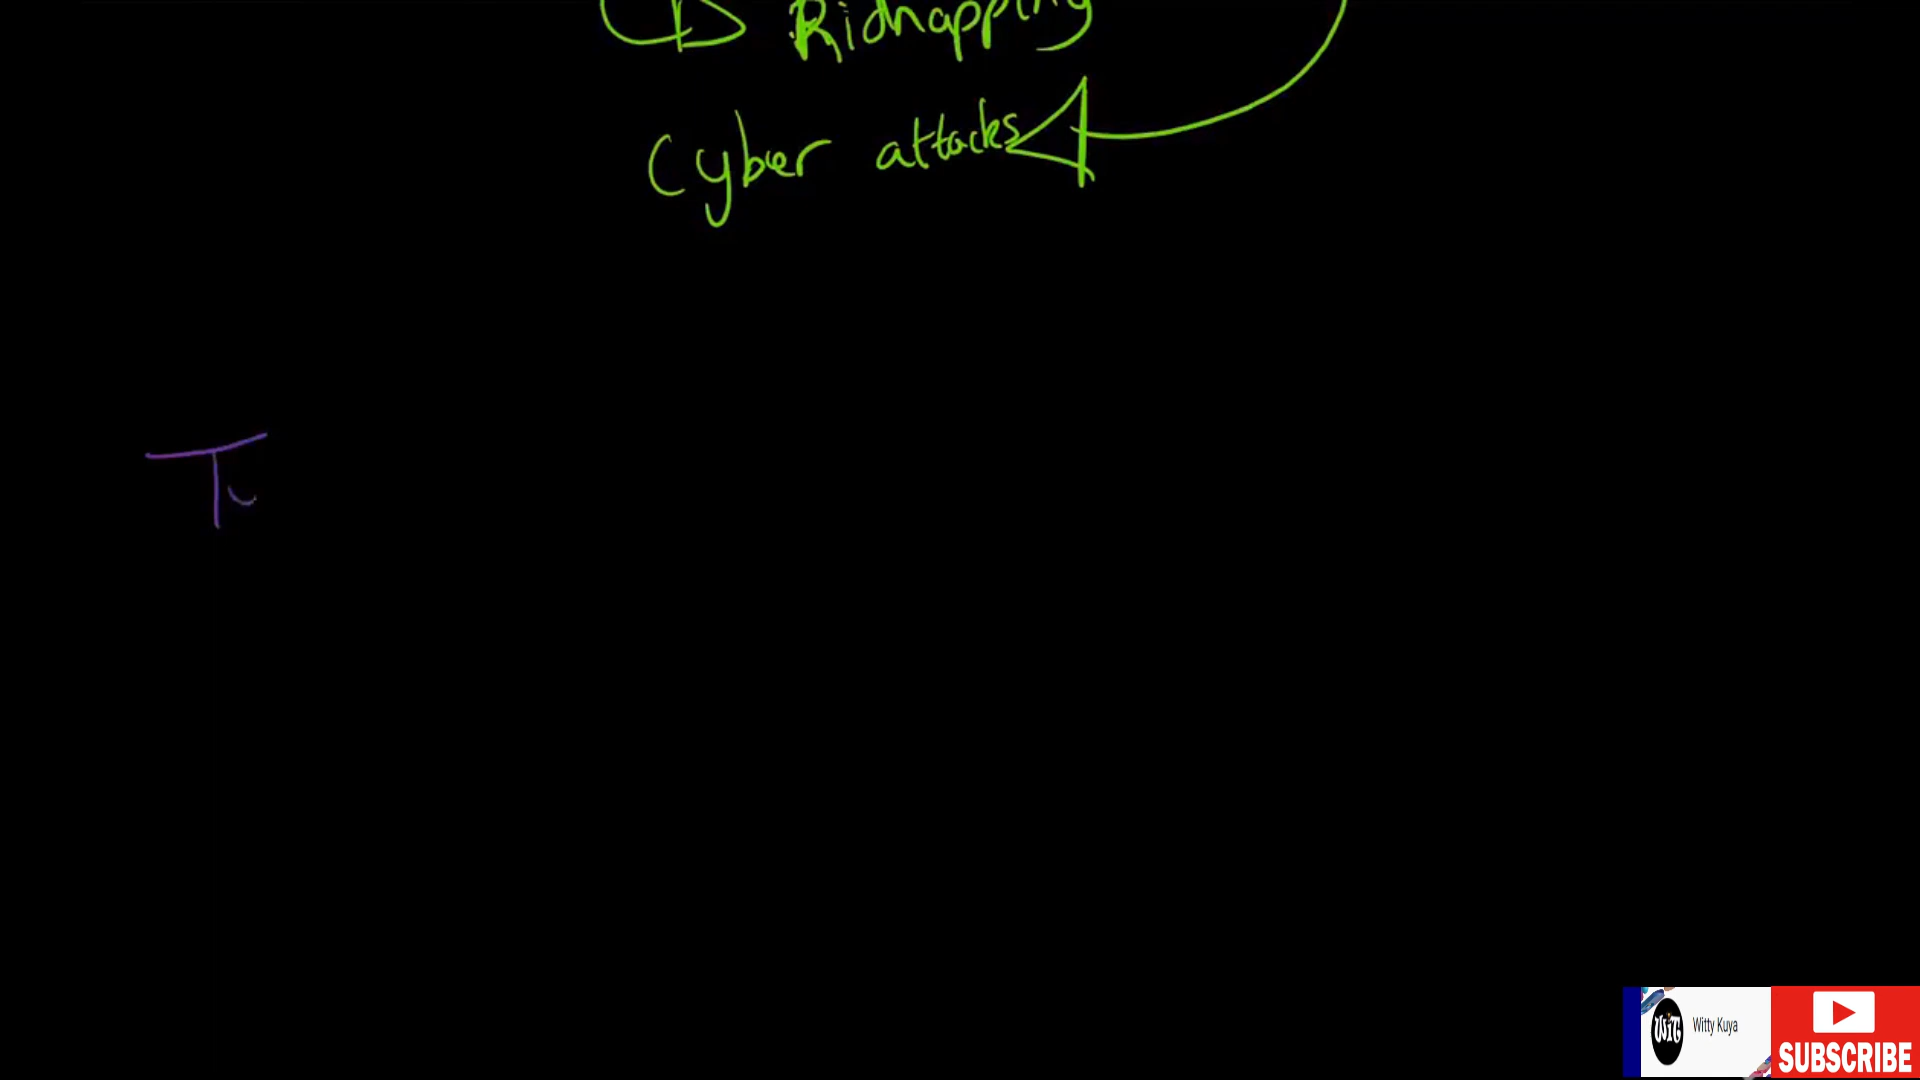 Kidnapping
Cyber attacks
T
Witty Kuya
SUBSCRIBE